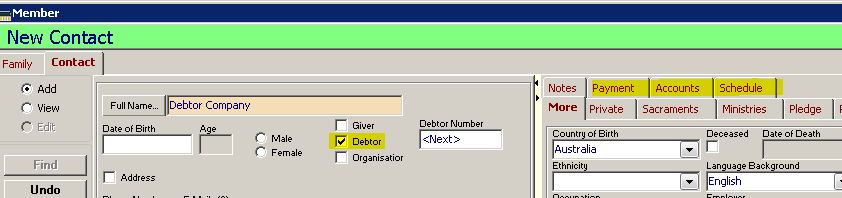 Member
New Contact
Family Contact
Add
View
Edit
Find
Undo
Full Name... Debtor Company
Date of Birth Age
Male
Female
Giver
Debtor
Organisation
Debtor Number
<Next>
Address
Notes Payment Accounts Schedule
More Private Sacraments Ministries Pledge
Country of Birth Deceased Date of Death
Australia
Ethnicity Language Background
English